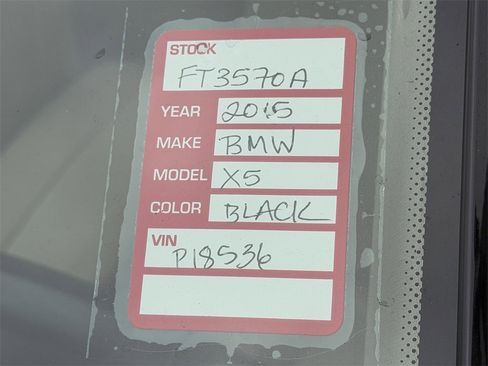 STOCK
FT3570A
YEAR 2015
MAKE BMW
MODEL X5
COLOR BLACK
VIN
P18536